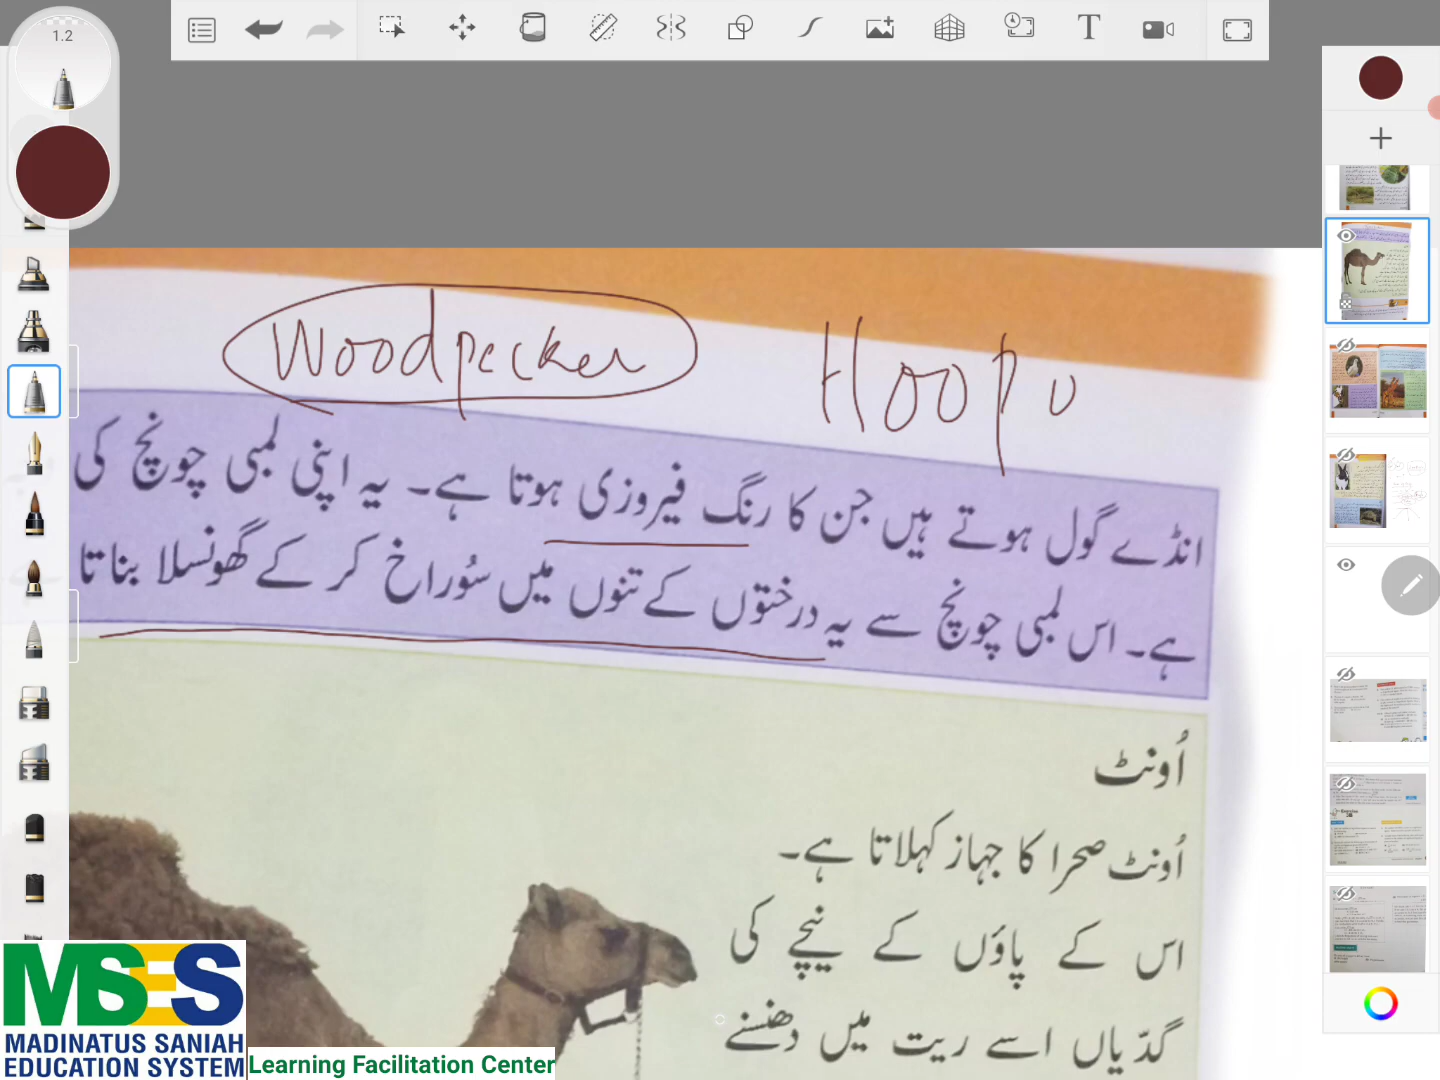 1.2
T
Woodpecker Hoopo
انڈے گول ہوتے ہیں جن کا رنگ فیروزی ہوتا ہے۔ یہ اپنی لمبی چونچ کی
ہے۔ اس لمبی چونچ سے یہ درختوں کے تنوں میں سُوراخ کر کے گھونسلا بناتا
اُونٹ
اُونٹ صحرا کا جہاز کہلاتا ہے۔
اس کے پاؤں کے نیچے کی
گدّیاں اسے ریت میں دھنسنے
MSES
MADINATUS SANIAH
EDUCATION SYSTEM
Learning Facilitation Center